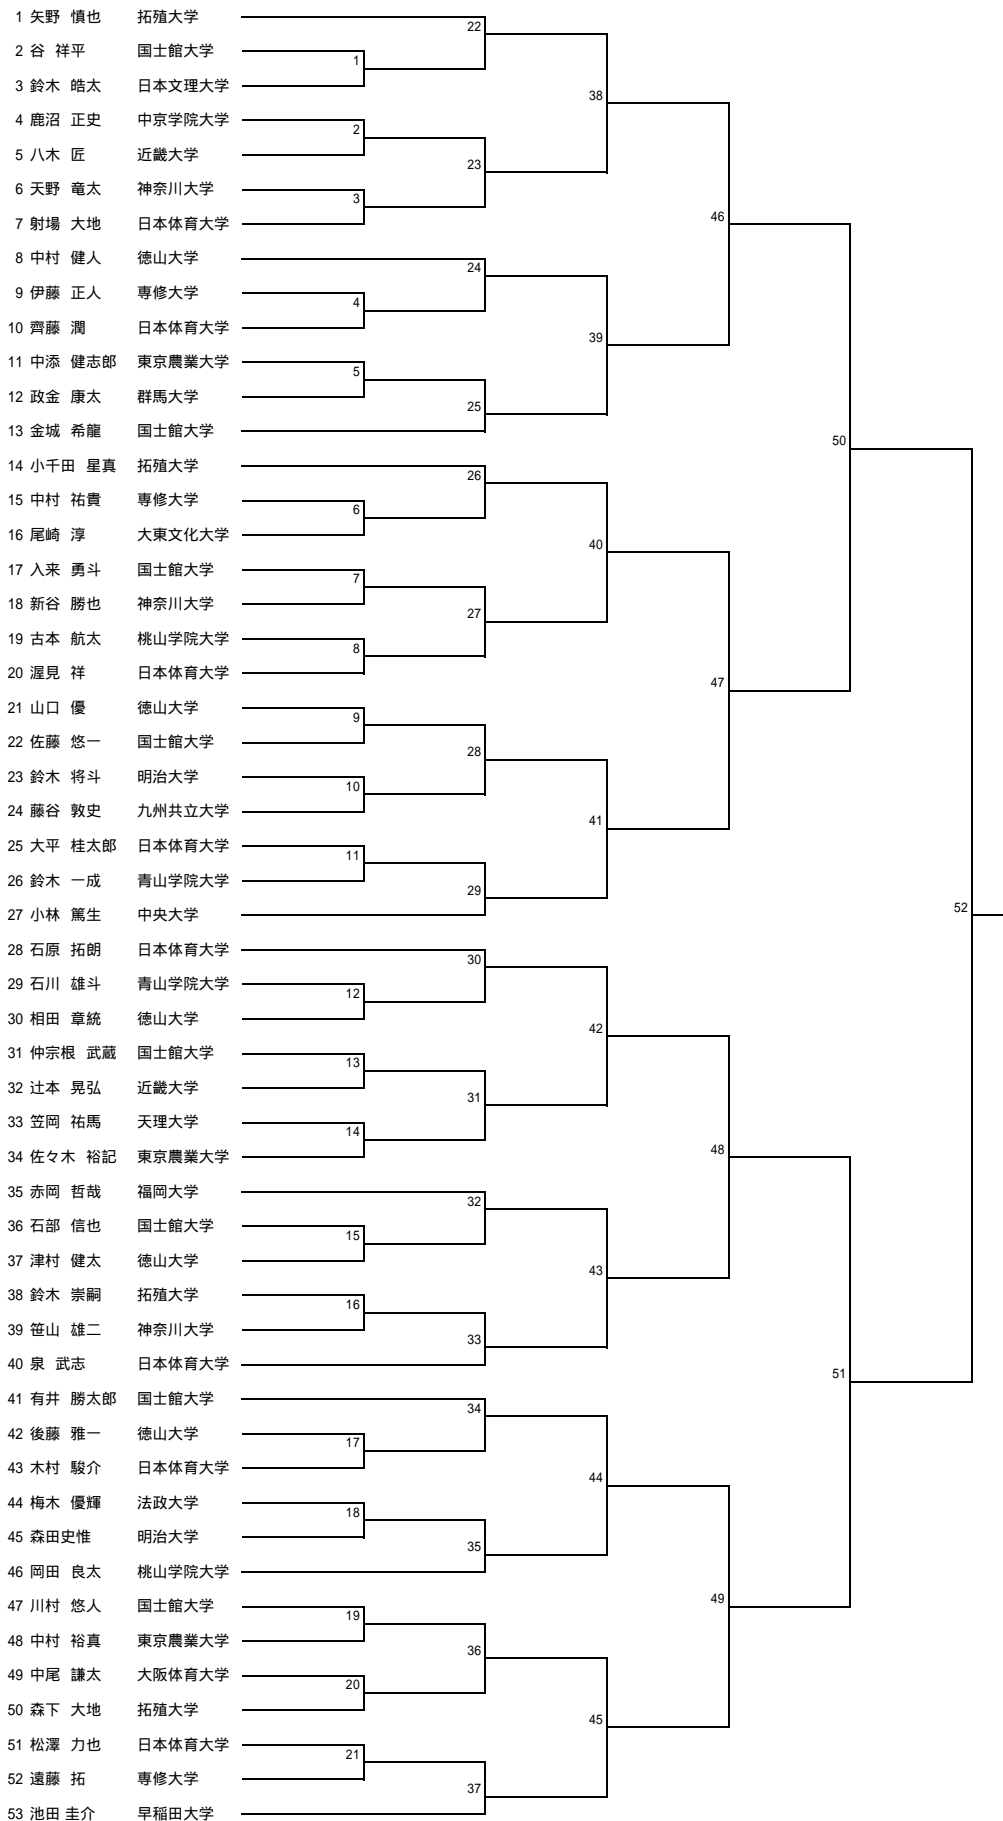 1 矢野 慎也 拓殖大学
22
2 谷 祥平 国士館大学
1
3 鈴木 皓太 日本文理大学
38
4 鹿沼 正史 中京学院大学
2
5 八木 匠 近畿大学
23
6 天野 竜太 神奈川大学
3
7 射場 大地 日本体育大学
46
8 中村 健人 徳山大学
24
9 伊藤 正人 専修大学
4
10 齊藤 潤 日本体育大学
39
11 中添 健志郎 東京農業大学
5
12 政金 康太 群馬大学
25
13 金城 希龍 国士館大学
50
14 小千田 星真 拓殖大学
26
15 中村 祐貴 専修大学
6
16 尾崎 淳 大東文化大学
40
17 入来 勇斗 国士館大学
7
18 新谷 勝也 神奈川大学
27
19 古本 航太 桃山学院大学
8
20 渥見 祥 日本体育大学
47
21 山口 優 徳山大学
9
22 佐藤 悠一 国士館大学
28
23 鈴木 将斗 明治大学
10
24 藤谷 敦史 九州共立大学
41
25 大平 桂太郎 日本体育大学
11
26 鈴木 一成 青山学院大学
29
27 小林 篤生 中央大学
52
28 石原 拓朗 日本体育大学
30
29 石川 雄斗 青山学院大学
12
30 相田 章統 徳山大学
42
31 仲宗根 武蔵 国士館大学
13
32 辻本 晃弘 近畿大学
31
33 笠岡 祐馬 天理大学
14
34 佐々木 裕記 東京農業大学
48
35 赤岡 哲哉 福岡大学
32
36 石部 信也 国士館大学
15
37 津村 健太 徳山大学
43
38 鈴木 崇嗣 拓殖大学
16
39 笹山 雄二 神奈川大学
33
40 泉 武志 日本体育大学
51
41 有井 勝太郎 国士館大学
34
42 後藤 雅一 徳山大学
17
43 木村 駿介 日本体育大学
44
44 梅木 優輝 法政大学
18
45 森田史惟 明治大学
35
46 岡田 良太 桃山学院大学
49
47 川村 悠人 国士館大学
19
48 中村 裕真 東京農業大学
36
49 中尾 謙太 大阪体育大学
20
50 森下 大地 拓殖大学
45
51 松澤 力也 日本体育大学
21
52 遠藤 拓 専修大学
37
53 池田 圭介 早稲田大学